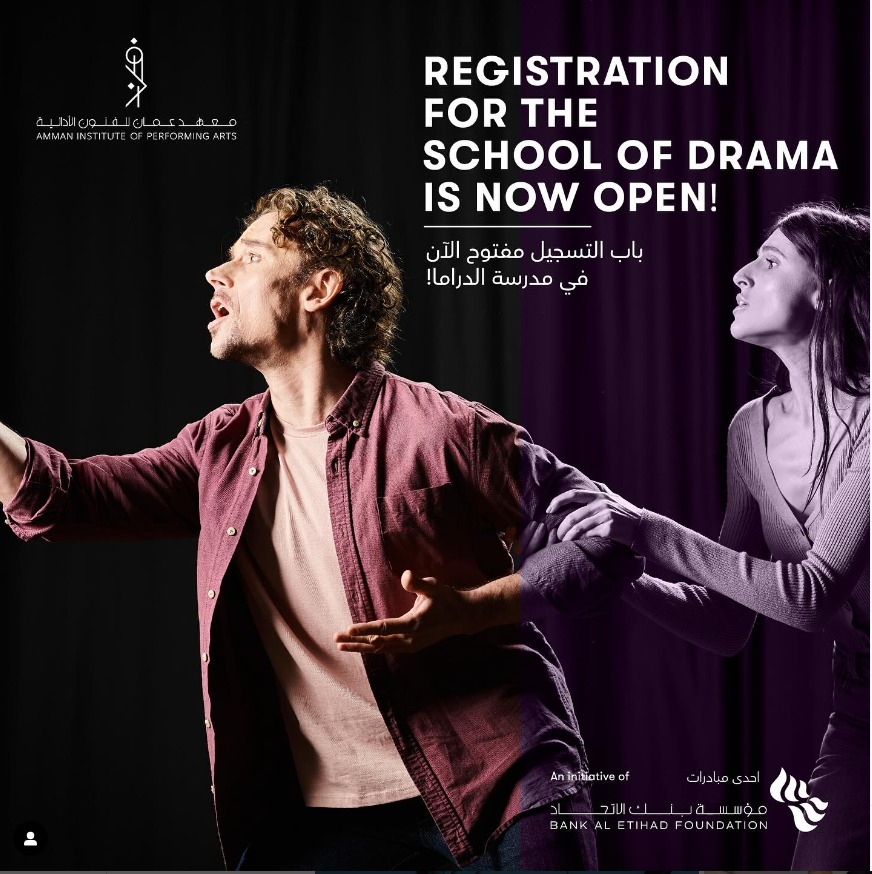 معهد عمان للفنون الأدائية
AMMAN INSTITUTE OF PERFORMING ARTS
REGISTRATION
FOR THE
SCHOOL OF DRAMA
IS NOW OPEN!
باب التسجيل مفتوح الآن
في مدرسة الدراما!
An initiative of
احدى مبادرات
مؤسسة بنك الاتحاد
BANK AL ETIHAD FOUNDATION